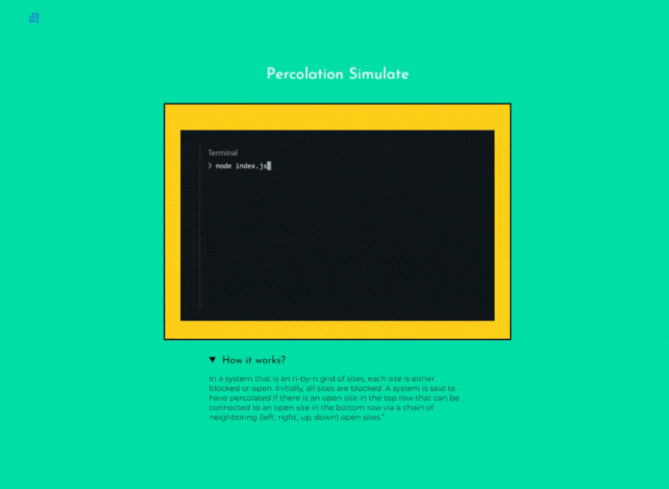 Percolation Simulate
Terminal
> node index.js
▼ How it works?
In a system that is an n-by-n grid of sites, each site is either
blocked or open. Initially, all sites are blocked. A system is said to
have percolated if there is an open site in the top row that can be
connected to an open site in the bottom row via a chain of
neighboring (left, right, up, down) open sites."